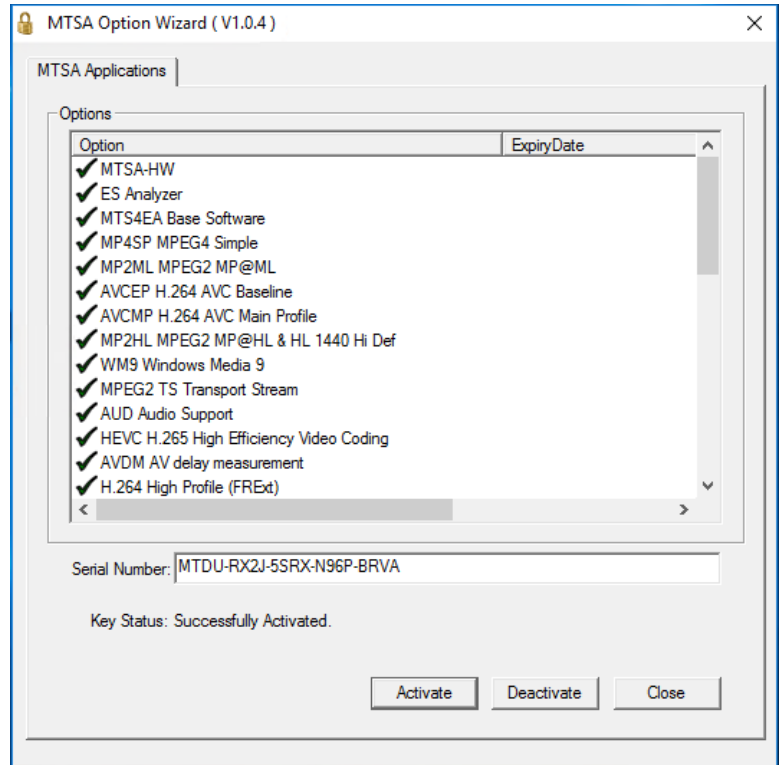 MTSA Option Wizard ( V1.0.4 )
MTSA Applications
Options
Option ExpiryDate
MTSA-HW
ES Analyzer
MTS4EA Base Software
MP4SP MPEG4 Simple
MP2ML MPEG2 MP@ML
AVCEP H.264 AVC Baseline
AVCMP H.264 AVC Main Profile
MP2HL MPEG2 MP@HL & HL 1440 Hi Def
WM9 Windows Media 9
MPEG2 TS Transport Stream
AUD Audio Support
HEVC H.265 High Efficiency Video Coding
AVDM AV delay measurement
H.264 High Profile (FRExt)
Serial Number: MTDU-RX2J-5SRX-N96P-BRVA
Key Status: Successfully Activated.
Activate Deactivate Close